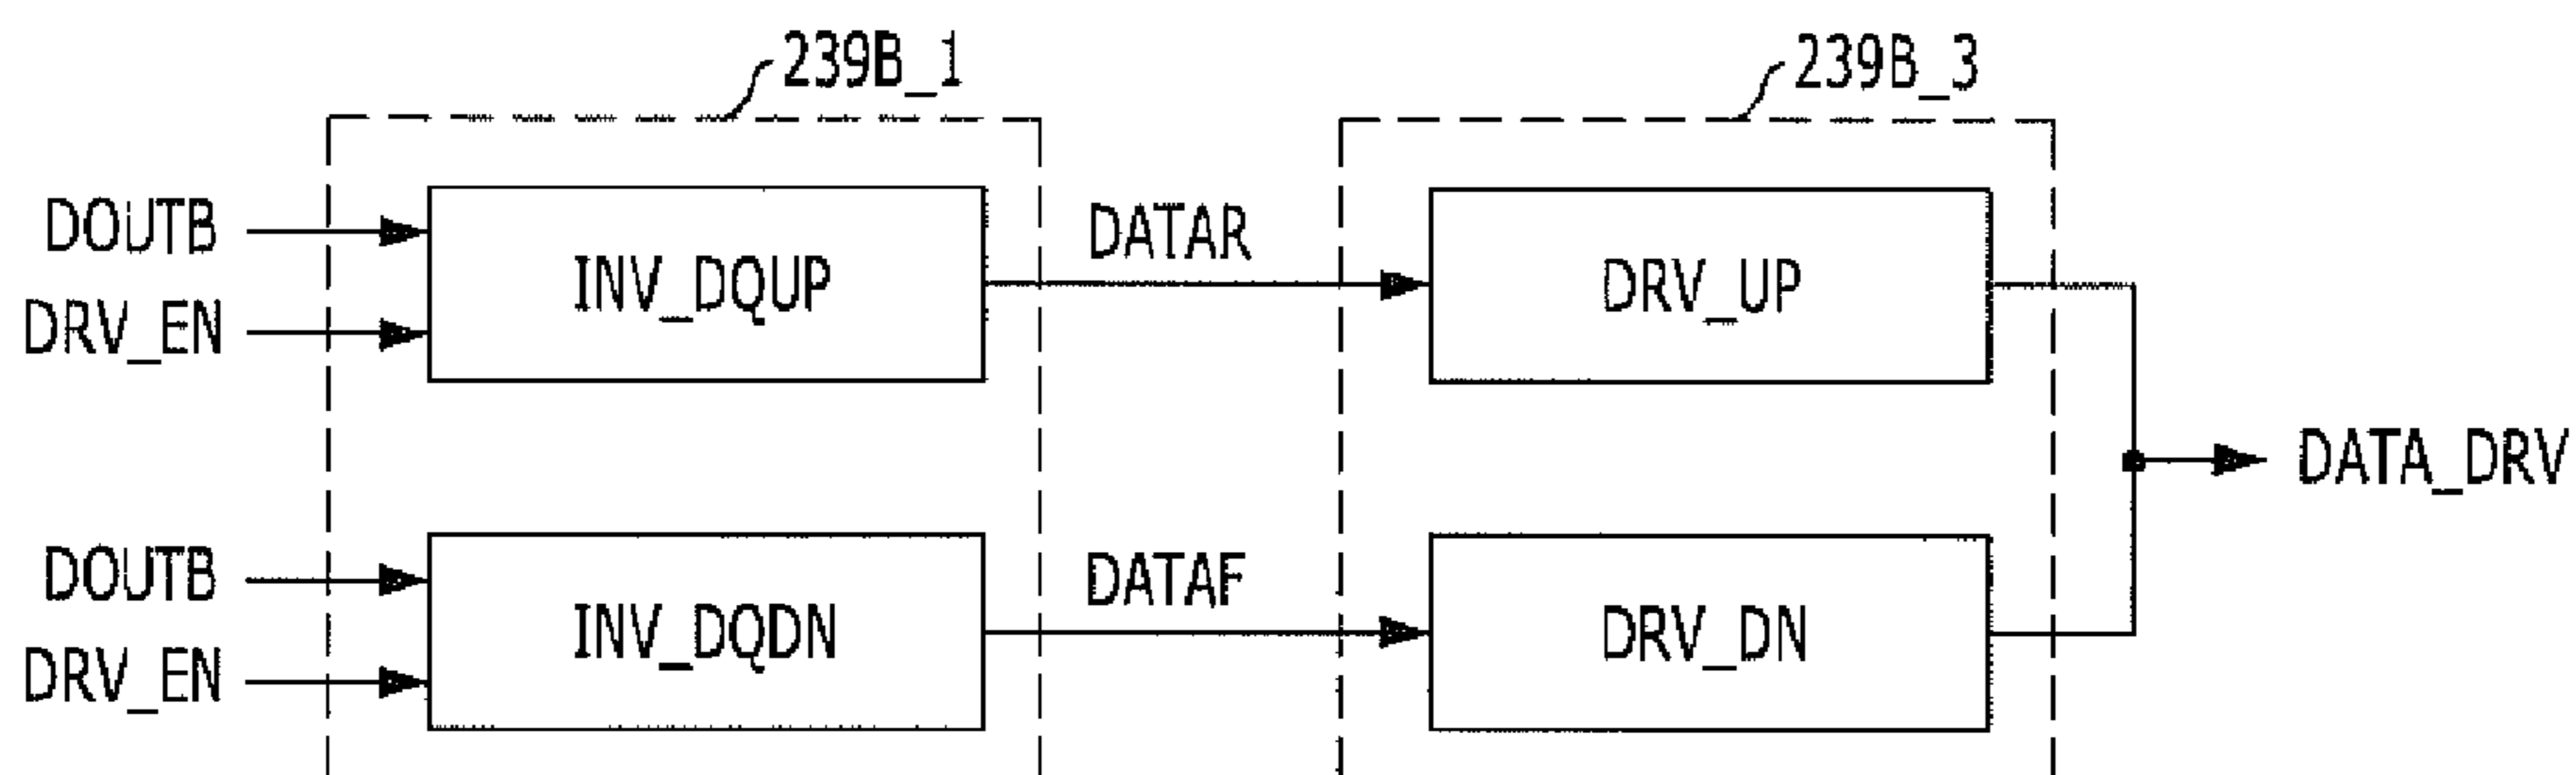 239B_1
239B_3
DOUTB
DRV_EN
INV_DQUP
DATAR
DRV_UP
DATA_DRV
DOUTB
DRV_EN
INV_DQDN
DATAF
DRV_DN